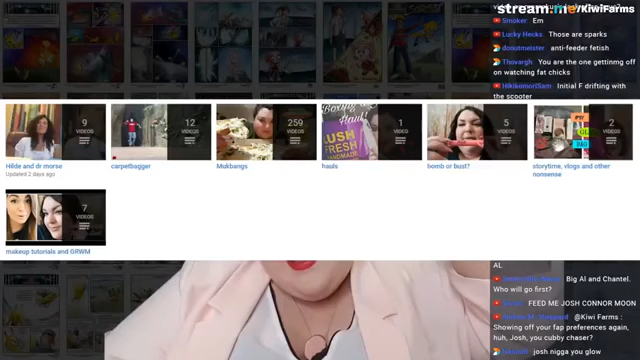 stream.me/KiwiFarms
Smoker: Em
Lucky Hecks: Those are sparks
donutmeister: anti-feeder fetish
Thovargh: You are the one gettinmg off
on watching fat chicks
HikikomoriSam: Initial F drifting with
the scooter
9
VIDEOS
12
VIDEOS
259
VIDEOS
1
VIDEOS
5
VIDEOS
2
VIDEOS
Boxing
Haul!
LUSH
FRESH
HANDMADE
Hilde and dr morse
Updated 2 days ago
carpetbagger
Mukbangs
hauls
bomb or bust?
storytime, vlogs and other
nonsense
7
VIDEOS
makeup tutorials and GRWM
AL
Big Al and Chantel.
Who will go first?
FEED ME JOSH CONNOR MOON
@Kiwi Farms :
Showing off your fap preferences again,
huh, Josh, you cubby chaser?
josh nigga you glow